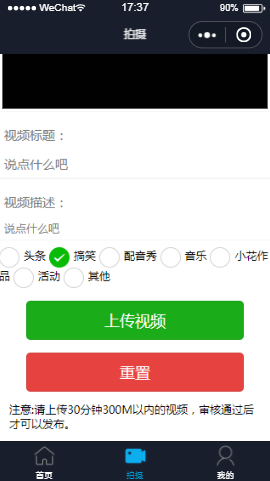 WeChat
17:37
90%
拍摄
视频标题：
说点什么吧
视频描述：
说点什么吧
头条 搞笑 配音秀 音乐 小花作
品 活动 其他
上传视频
重置
注意:请上传30分钟300M以内的视频，审核通过后
才可以发布。
首页 拍摄 我的